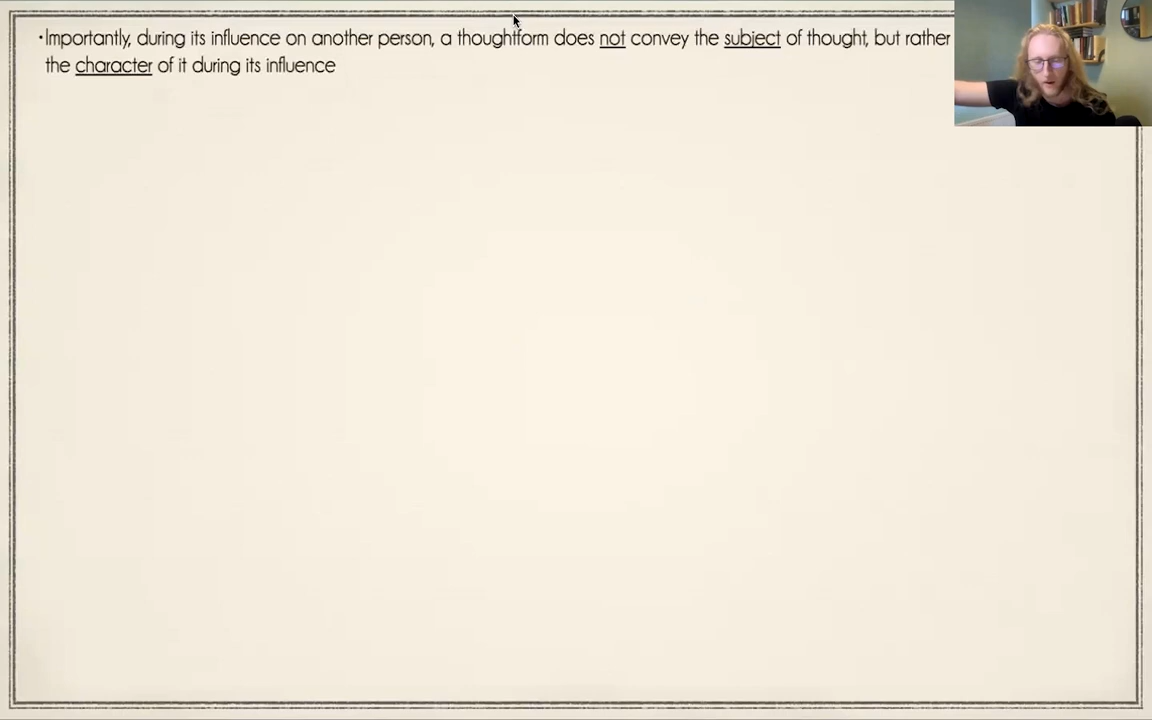 •Importantly, during its influence on another person, a thoughtform does not convey the subject of thought, but rather
the character of it during its influence